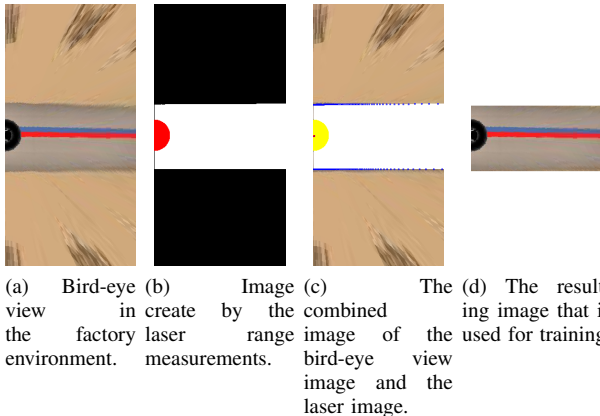 (a) Bird-eye
view in
the factory
environment.
(b) Image
create by the
laser range
measurements.
(c) The
combined
image of the
bird-eye view
image and the
laser image.
(d) The result
ing image that i
used for training